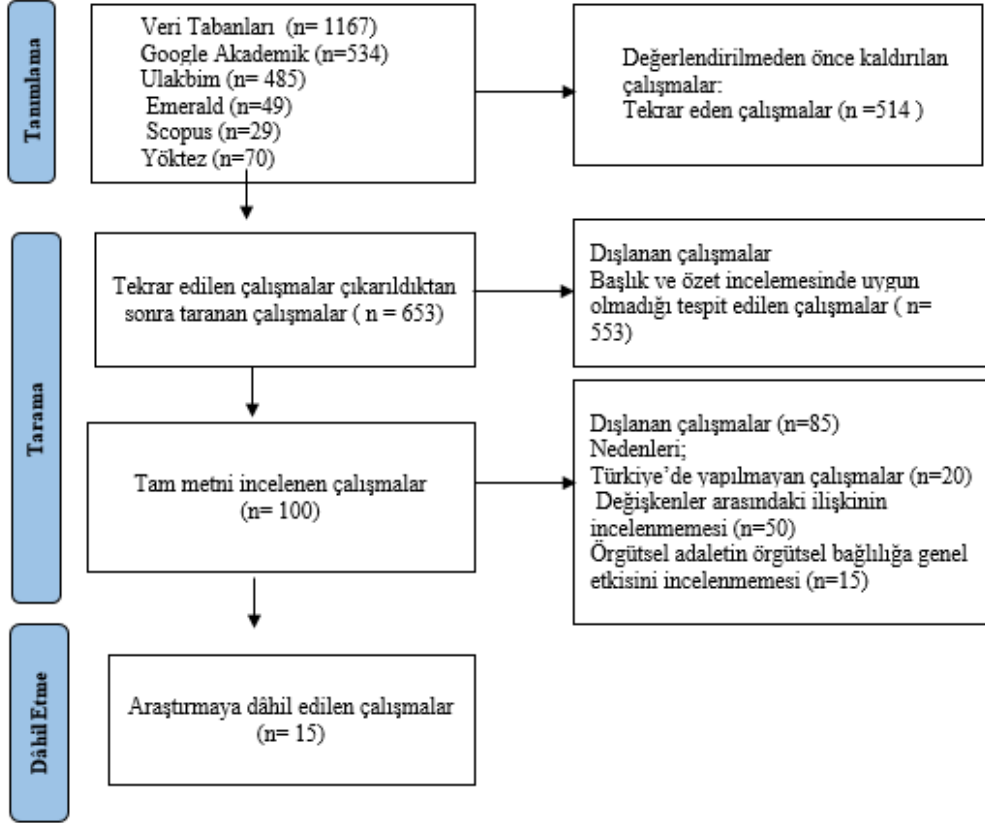 Tanımlama
Veri Tabanları (n= 1167)
Google Akademik (n=534)
Ulakbim (n= 485)
Emerald (n=49)
Scopus (n=29)
Yöktez (n=70)
Değerlendirilmeden önce kaldırılan
çalışmalar:
Tekrar eden çalışmalar (n =514 )
Tarama
Tekrar edilen çalışmalar çıkarıldıktan
sonra taranan çalışmalar ( n = 653)
Dışlanan çalışmalar
Başlık ve özet incelemesinde uygun
olmadığı tespit edilen çalışmalar ( n=
553)
Tam metni incelenen çalışmalar
(n= 100)
Dışlanan çalışmalar (n=85)
Nedenleri;
Türkiye’de yapılmayan çalışmalar (n=20)
Değişkenler arasındaki ilişkinin
incelenmemesi (n=50)
Örgütsel adaletin örgütsel bağlılığa genel
etkisini incelenmemesi (n=15)
Dâhil Etme
Araştırmaya dâhil edilen çalışmalar
(n= 15)